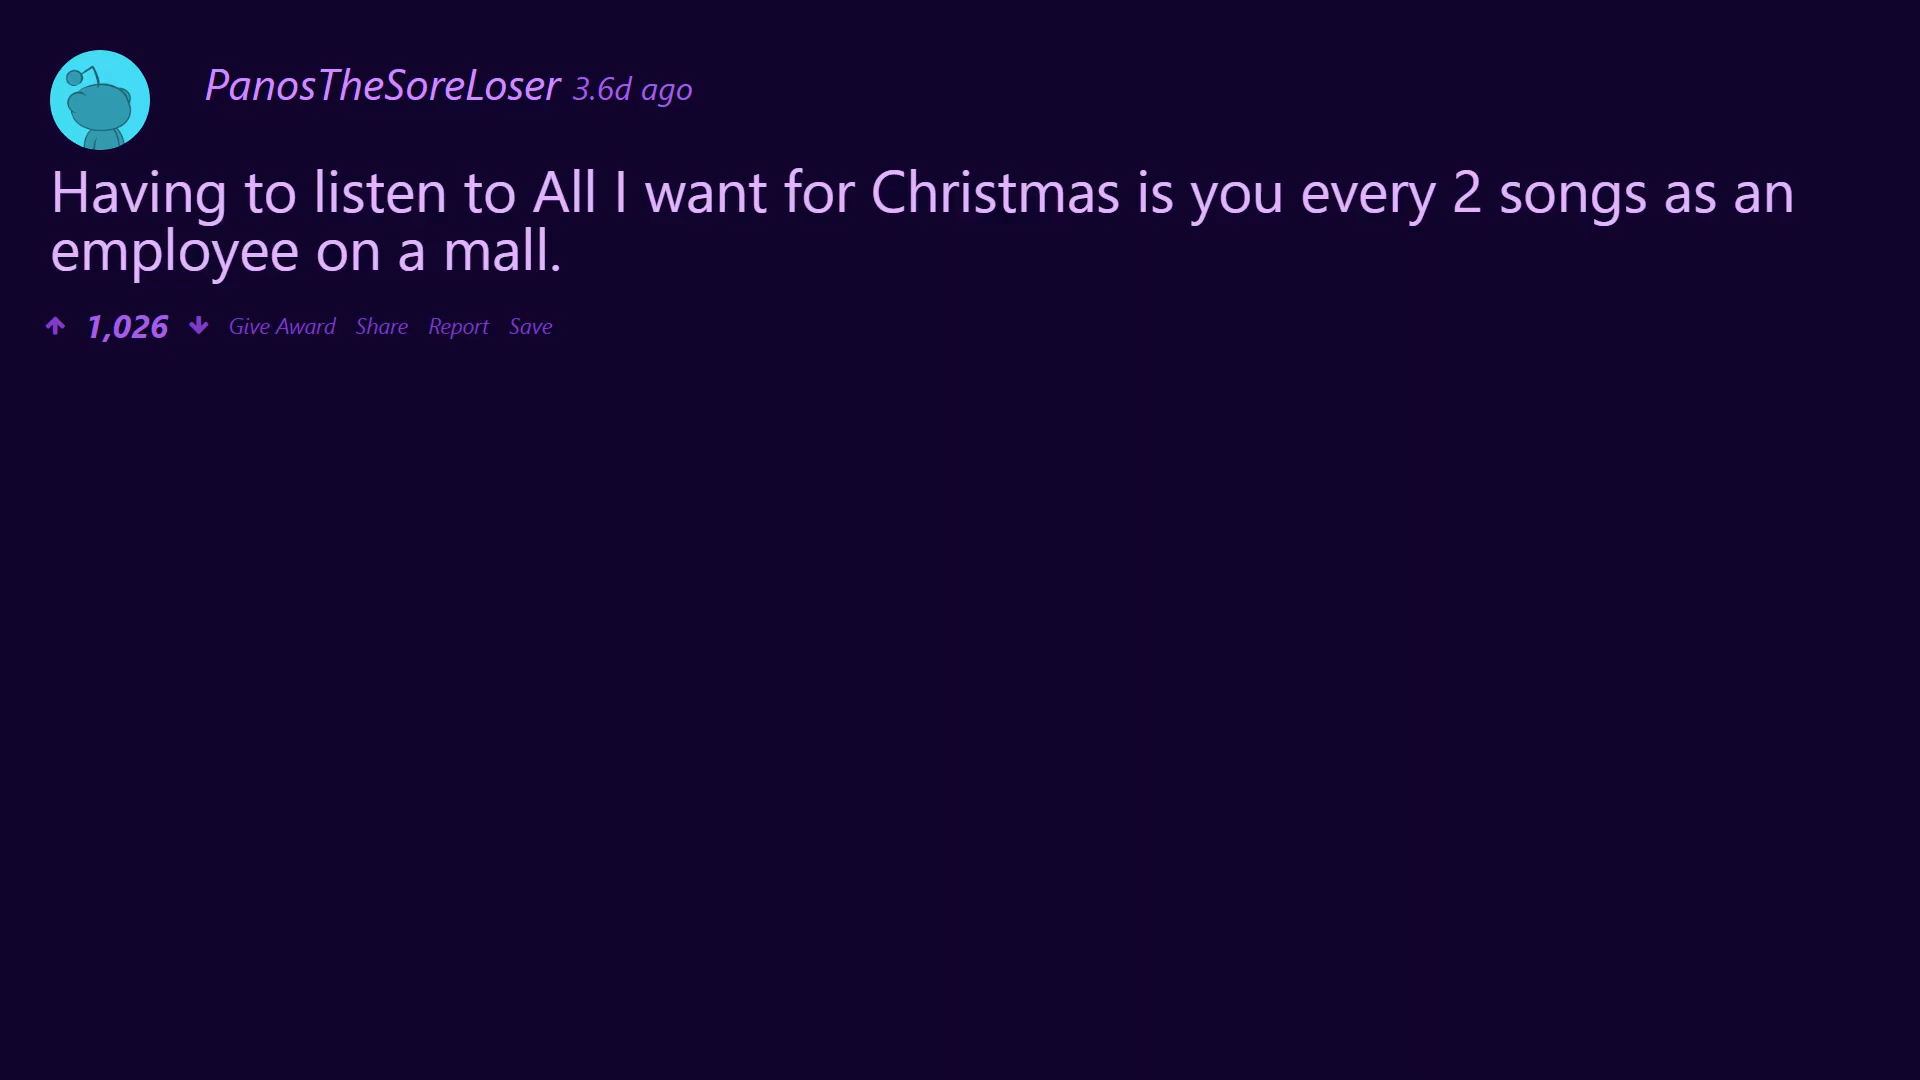 PanosTheSoreLoser 3.6d ago
Having to listen to All I want for Christmas is you every 2 songs as an
employee on a mall.
1,026 Give Award Share Report Save